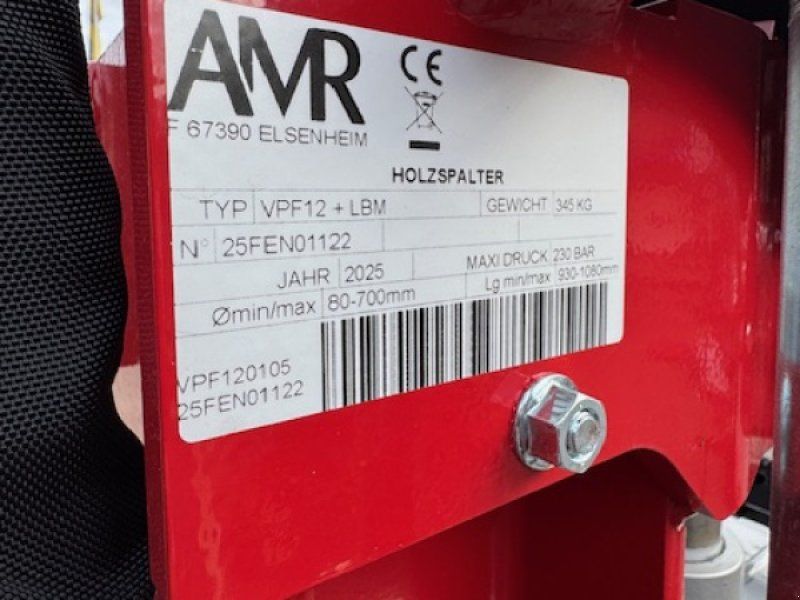 AMR
CE
F 67390 ELSENHEIM
HOLZSPALTER
TYP VPF12 + LBM GEWICHT 345 KG
N° 25FEN01122
JAHR 2025 MAXI DRUCK 230 BAR
Ømin/max 80-700mm Lg min/max 930-1080mm
VPF120105
25FEN01122